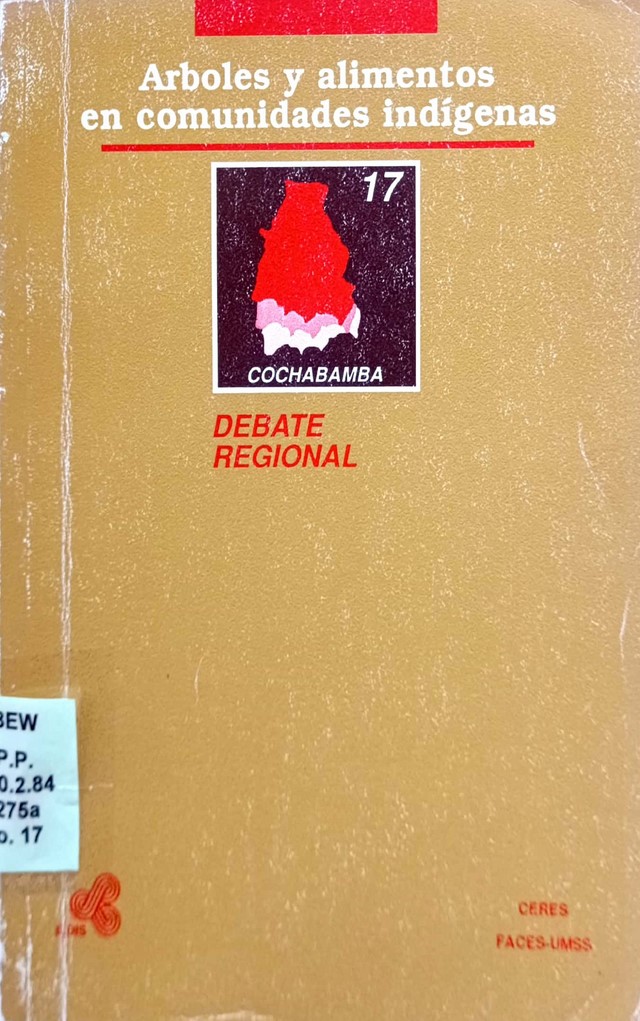 Arboles y alimentos
en comunidades indígenas
17
COCHABAMBA
DEBATE
REGIONAL
BEW
P.P.
0.2.84
275a
o. 17
CERES
FACES-UMSS